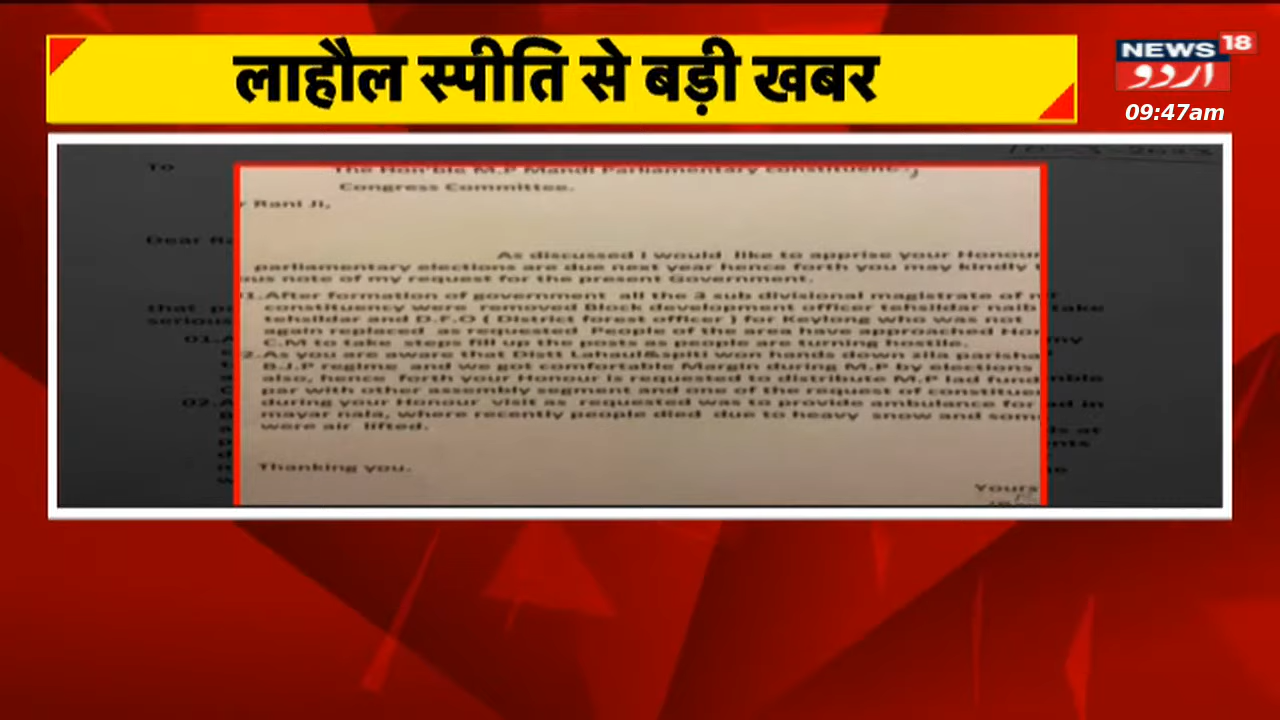 लाहौल स्पीति से बड़ी खबर
NEWS 18
اردو
09:47am
To
The Hon'ble M.P Mandi Parliamentary
Congress Committee.
Rani Ji,
Dear
As discussed I would like to apprise your Honour
parliamentary elections are due nest year hence forth you may kindly
ous note of my request for the present Government.
1.After formation of government all the 3 sub divisional magistrate of
constituency were removed Block development officer tehsildar naib
tehsildar and D.F.O ( District forest officer ) for Keylong who was not
again replaced as requested People of the area have approached
C.M to take steps fill up the posts as people are turning hostile.
2.As you are aware that Distt Lahaul&spiti won hands down zila parisha
B.J.P regime and we got comfortable Margin during M.P by elections
also, hence forth your Honour is requested to distribute M.P lad fund
par with other assembly segment and one of the request of
during your Honour visit as requested was to provide ambulance for
mayar nala, where recently people died due to heavy snow and
were air lifted.
Thanking you.
Yours